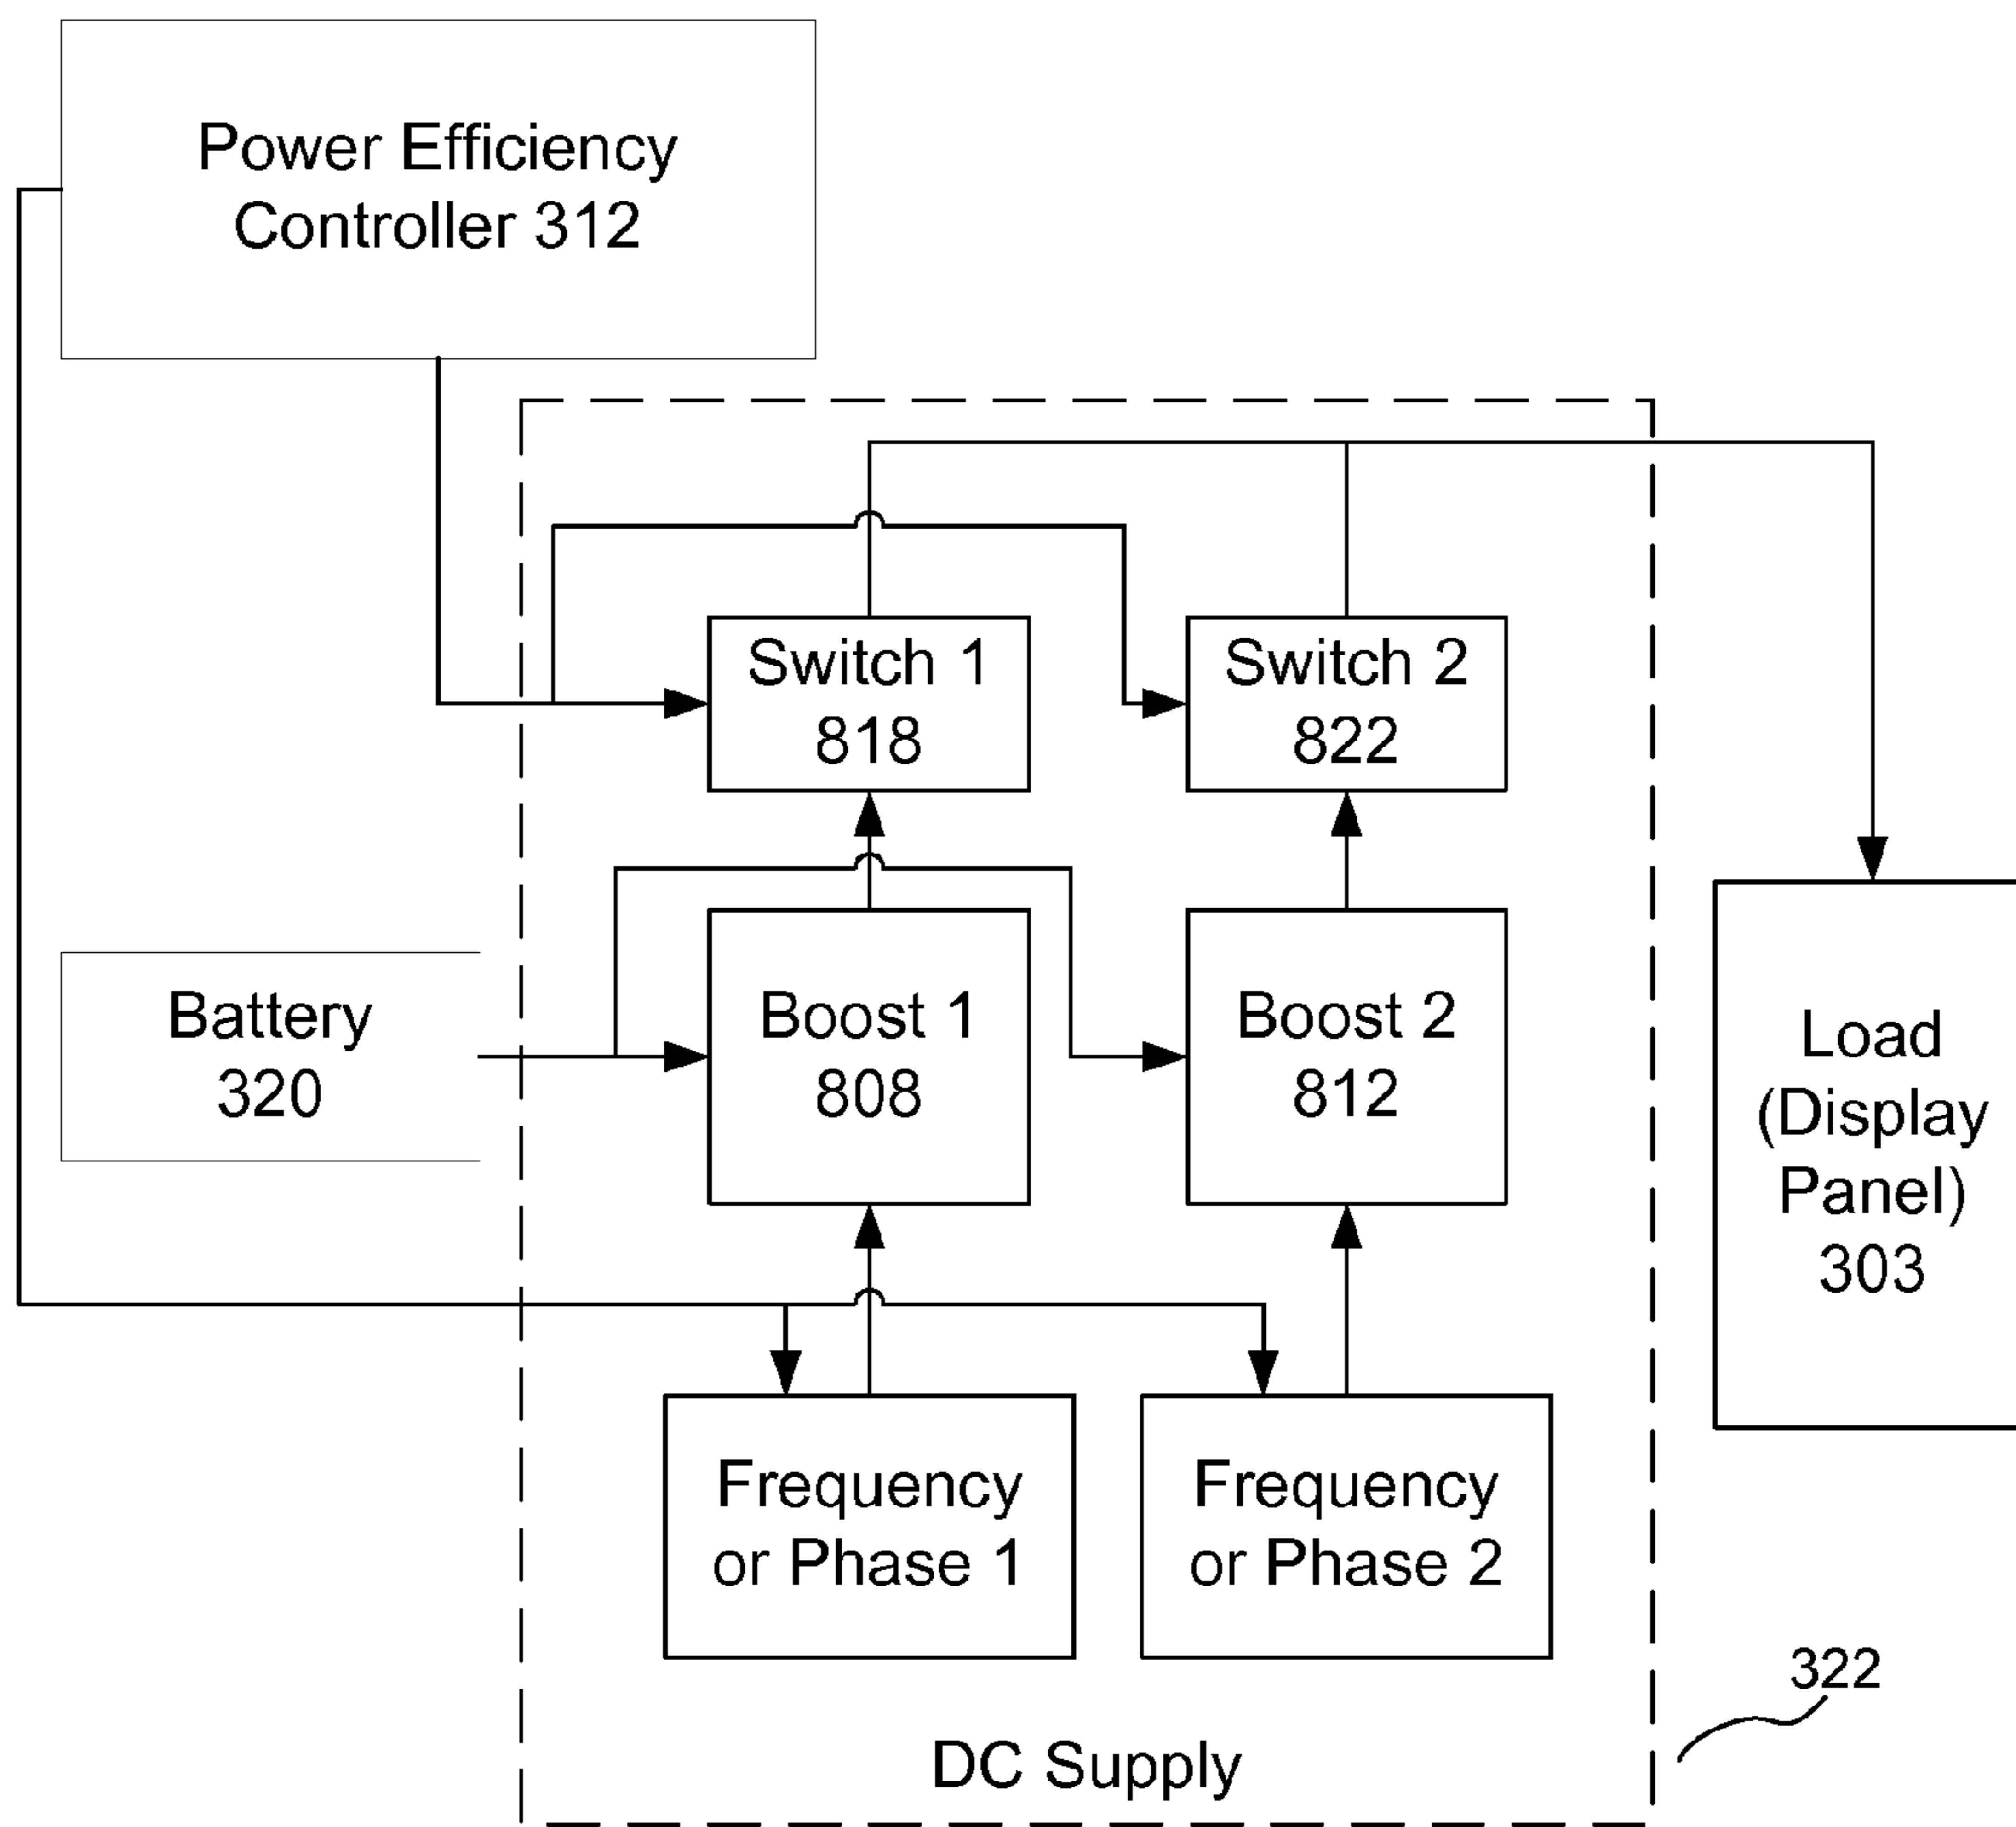 Power Efficiency
Controller 312
Switch 1
818
Switch 2
822
Battery
320
Boost 1
808
Boost 2
812
Load
(Display
Panel)
303
Frequency
or Phase 1
Frequency
or Phase 2
322
DC Supply